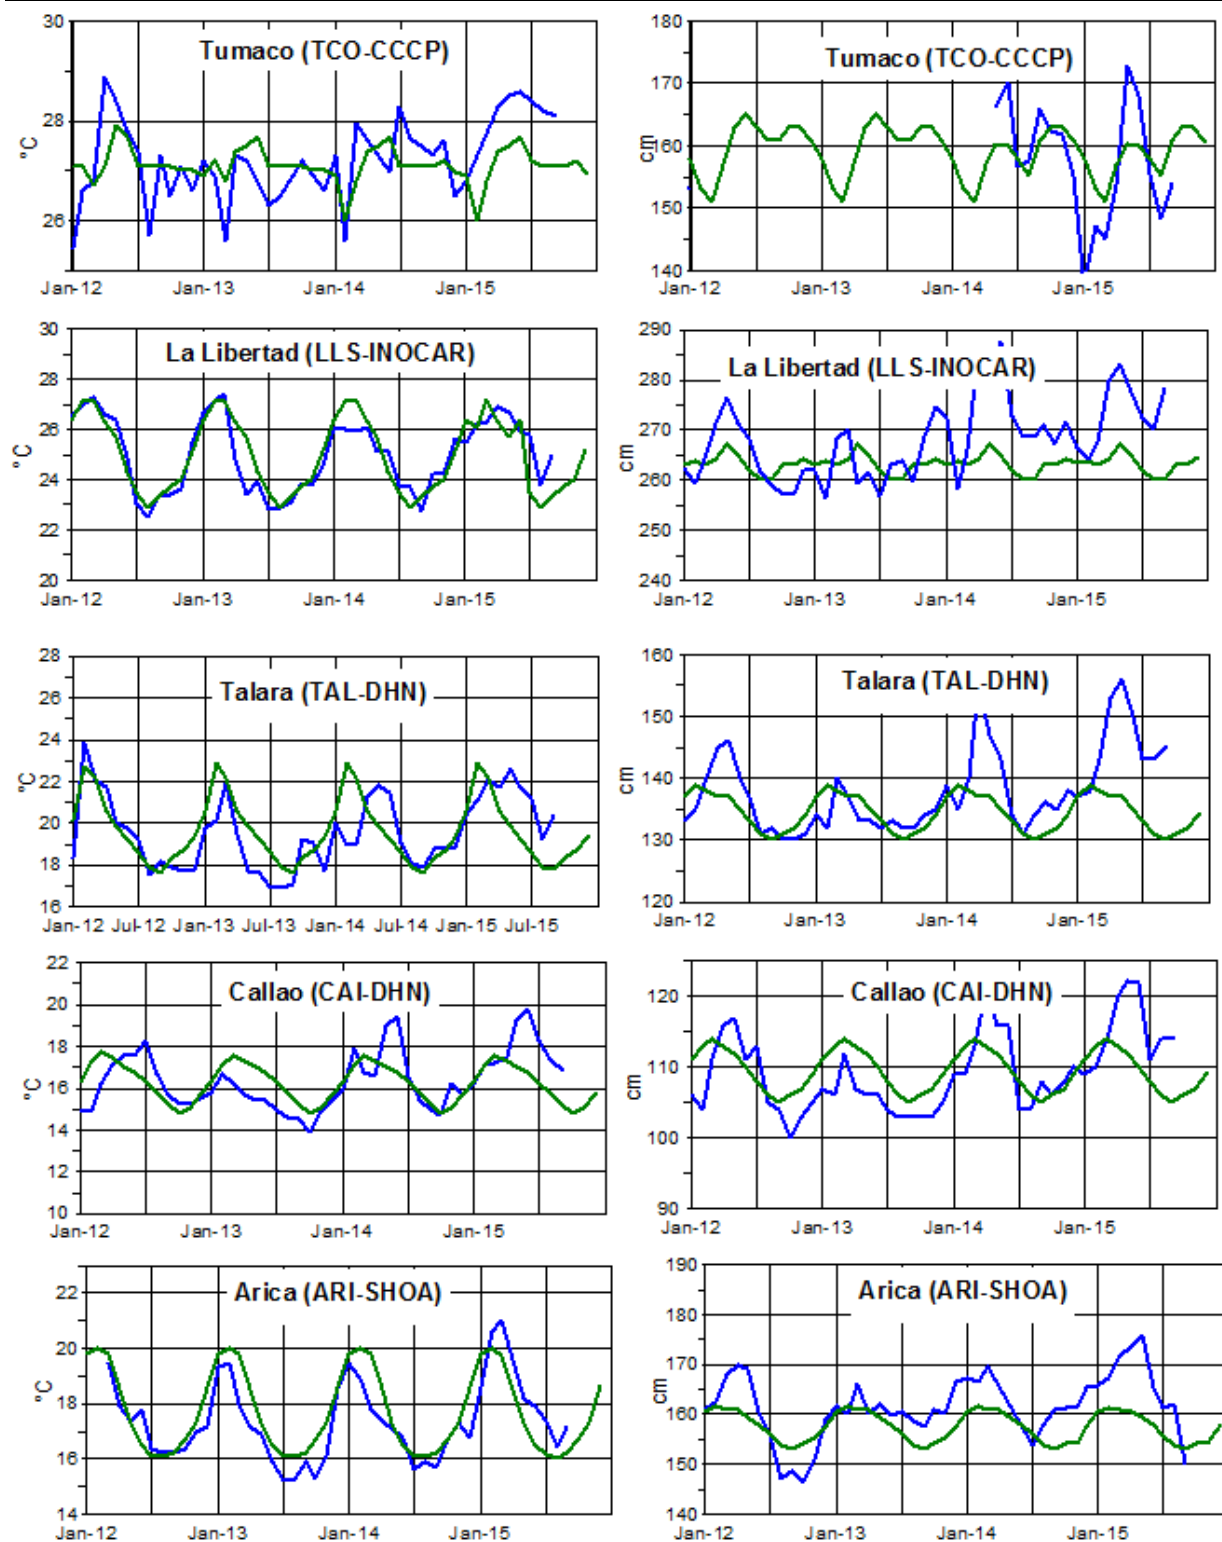 30
Tumaco (TCO-CCCP)
28
°C
26
Jan-12 Jan-13 Jan-14 Jan-15
180
Tumaco (TCO-CCCP)
170
160
cm
150
140
Jan-12 Jan-13 Jan-14 Jan-15
30
La Libertad (LLS-INOCAR)
28
26
°C
24
22
20
Jan-12 Jan-13 Jan-14 Jan-15
290
La Libertad (LLS-INOCAR)
280
270
cm
260
250
240
Jan-12 Jan-13 Jan-14 Jan-15
28
Talara (TAL-DHN)
26
24
22
°C
20
18
16
Jan-12 Jul-12 Jan-13 Jul-13 Jan-14 Jul-14 Jan-15 Jul-15
160
Talara (TAL-DHN)
150
140
cm
130
120
Jan-12 Jan-13 Jan-14 Jan-15
22
Callao (CAI-DHN)
20
18
°C
16
14
12
10
Jan-12 Jan-13 Jan-14 Jan-15
Callao (CAI-DHN)
120
110
cm
100
90
Jan-12 Jan-13 Jan-14 Jan-15
22
Arica (ARI-SHOA)
20
°C
18
16
14
Jan-12 Jan-13 Jan-14 Jan-15
190
Arica (ARI-SHOA)
180
170
cm
160
150
140
Jan-12 Jan-13 Jan-14 Jan-15